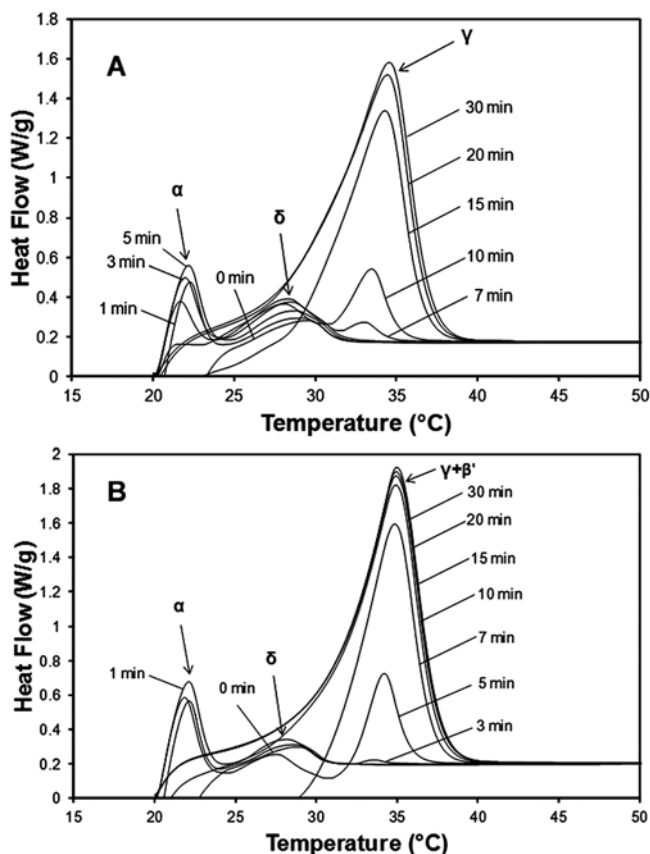 A
Heat Flow (W/g)
1.8
1.6
1.4
1.2
1
0.8
0.6
0.4
0.2
0
γ
α
δ
5 min
3 min
1 min
0 min
30 min
20 min
15 min
10 min
7 min
15 20 25 30 35 40 45 50
Temperature (°C)
B
Heat Flow (W/g)
2
1.8
1.6
1.4
1.2
1
0.8
0.6
0.4
0.2
0
γ+β'
α
δ
1 min
0 min
30 min
20 min
15 min
10 min
7 min
5 min
3 min
15 20 25 30 35 40 45 50
Temperature (°C)